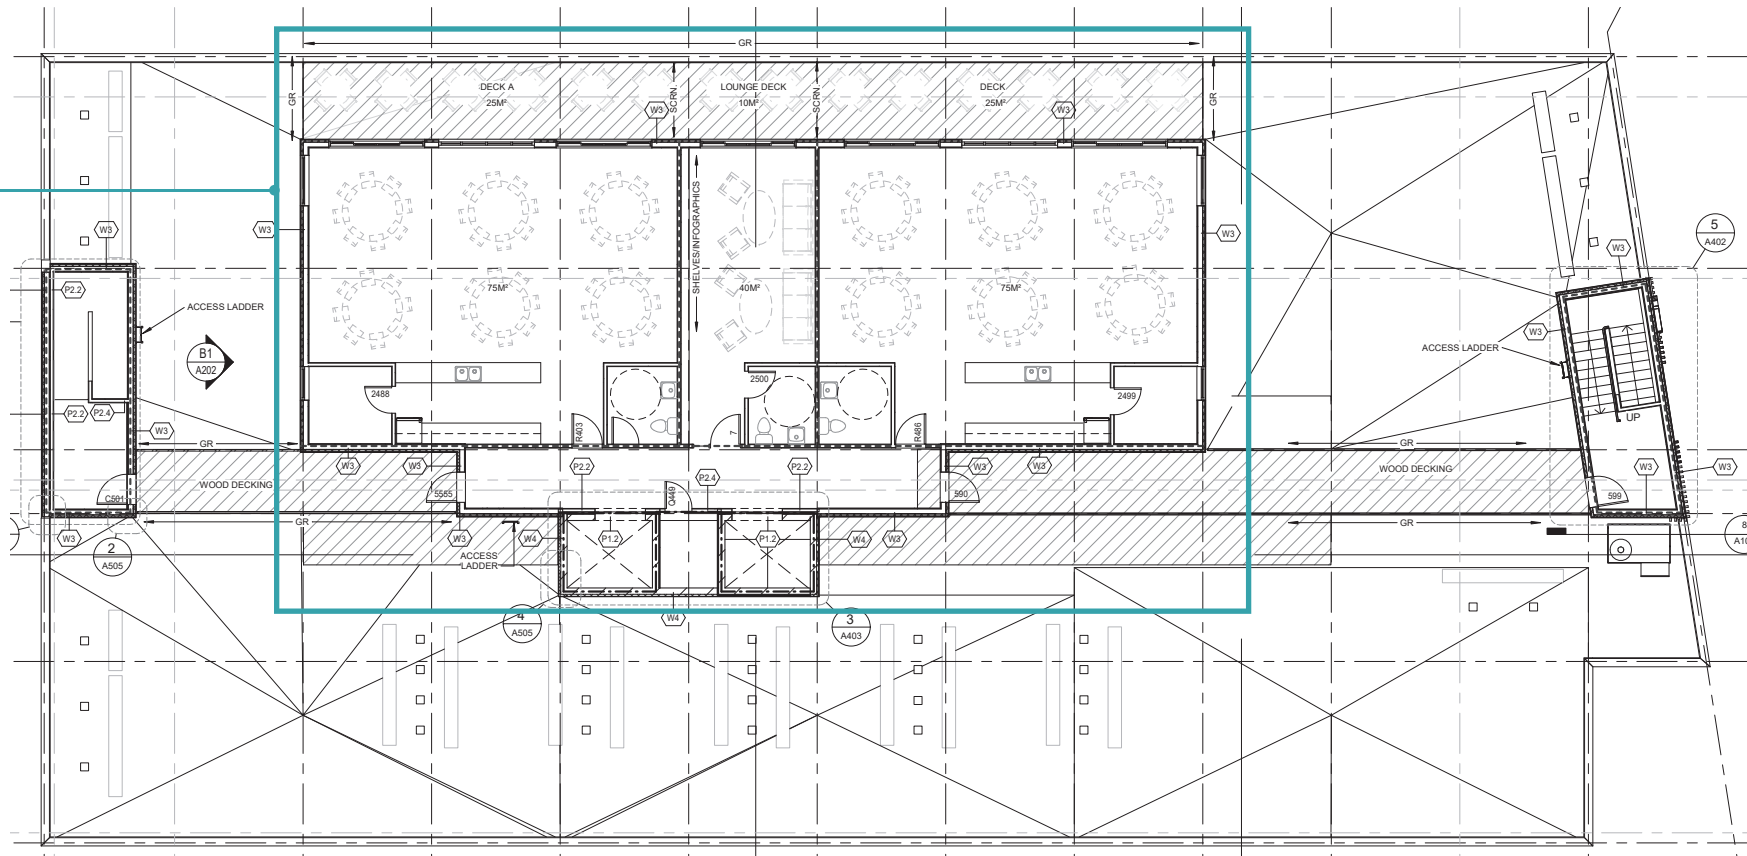 GR
DECK A
25M²
LOUNGE DECK
10M²
DECK
25M²
GR
SCRN.
SCRN.
GR
W3
W3
SHELVES/INFOGRAPHICS
W3
W3
W3
5
A402
W3
75M²
40M²
75M²
P2.2
ACCESS LADDER
B1
A202
W3
ACCESS LADDER
2488
2500
2499
P2.2
P2.4
W3
R403
7
R486
UP
GR
GR
W3
W3
P2.2
P2.4
P2.2
W3
W3
WOOD DECKING
WOOD DECKING
W3
W3
C501
5555
Q449
590
599
GR
GR
W3
2
A505
W3
ACCESS
LADDER
W4
P1.2
P1.2
W4
W3
8
A10
4
A505
W4
3
A403